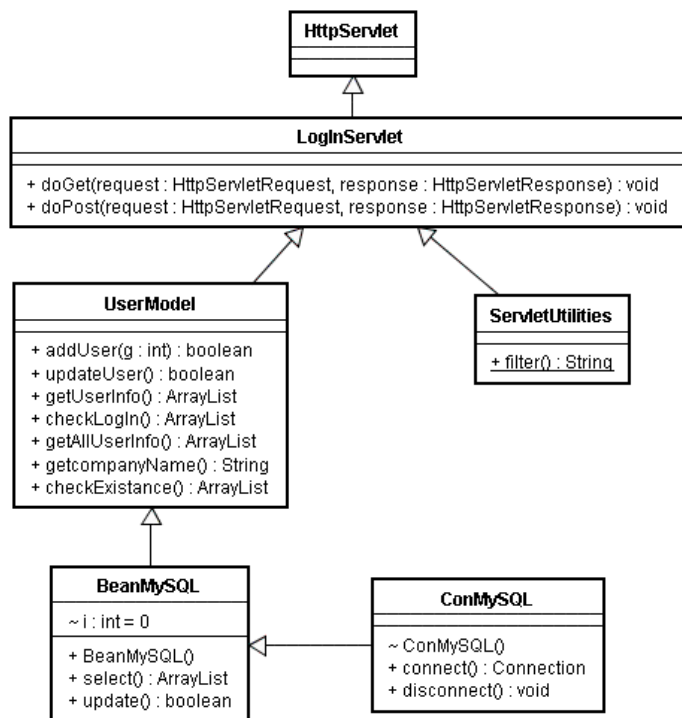 HttpServlet
LogInServlet
+ doGet(request : HttpServletRequest, response : HttpServletResponse) : void
+ doPost(request : HttpServletRequest, response : HttpServletResponse) : void
UserModel
+ addUser(g : int) : boolean
+ updateUser() : boolean
+ getUserInfo() : ArrayList
+ checkLogIn() : ArrayList
+ getAllUserInfo() : ArrayList
+ getcompanyName() : String
+ checkExistance() : ArrayList
ServletUtilities
+ filter() : String
BeanMySQL
~ i : int = 0
+ BeanMySQL()
+ select() : ArrayList
+ update() : boolean
ConMySQL
~ ConMySQL()
+ connect() : Connection
+ disconnect() : void